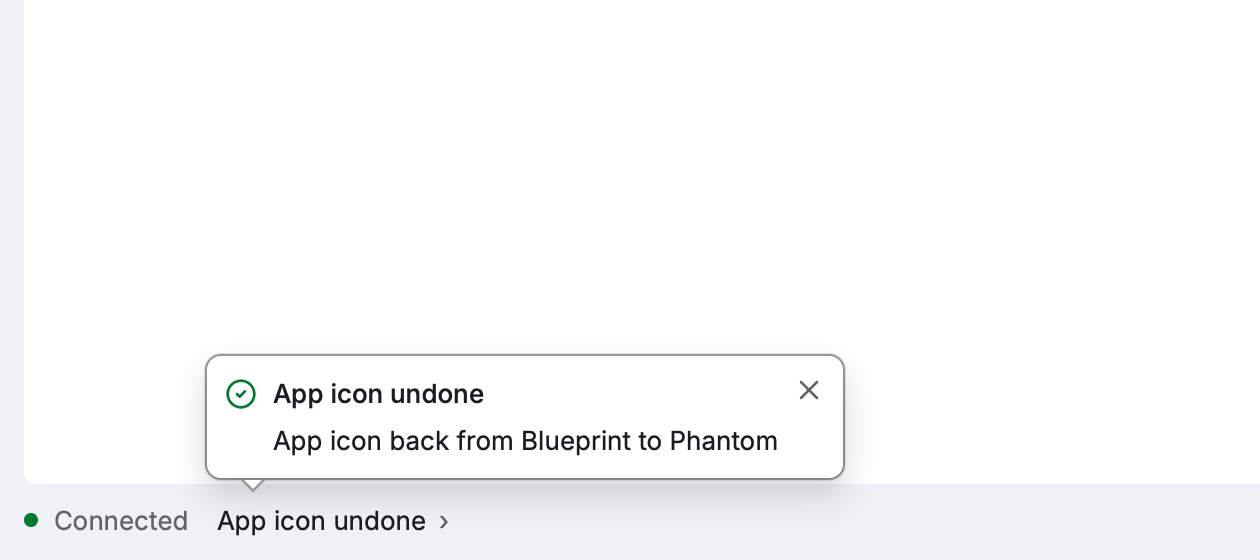 App icon undone
App icon back from Blueprint to Phantom
Connected App icon undone ›